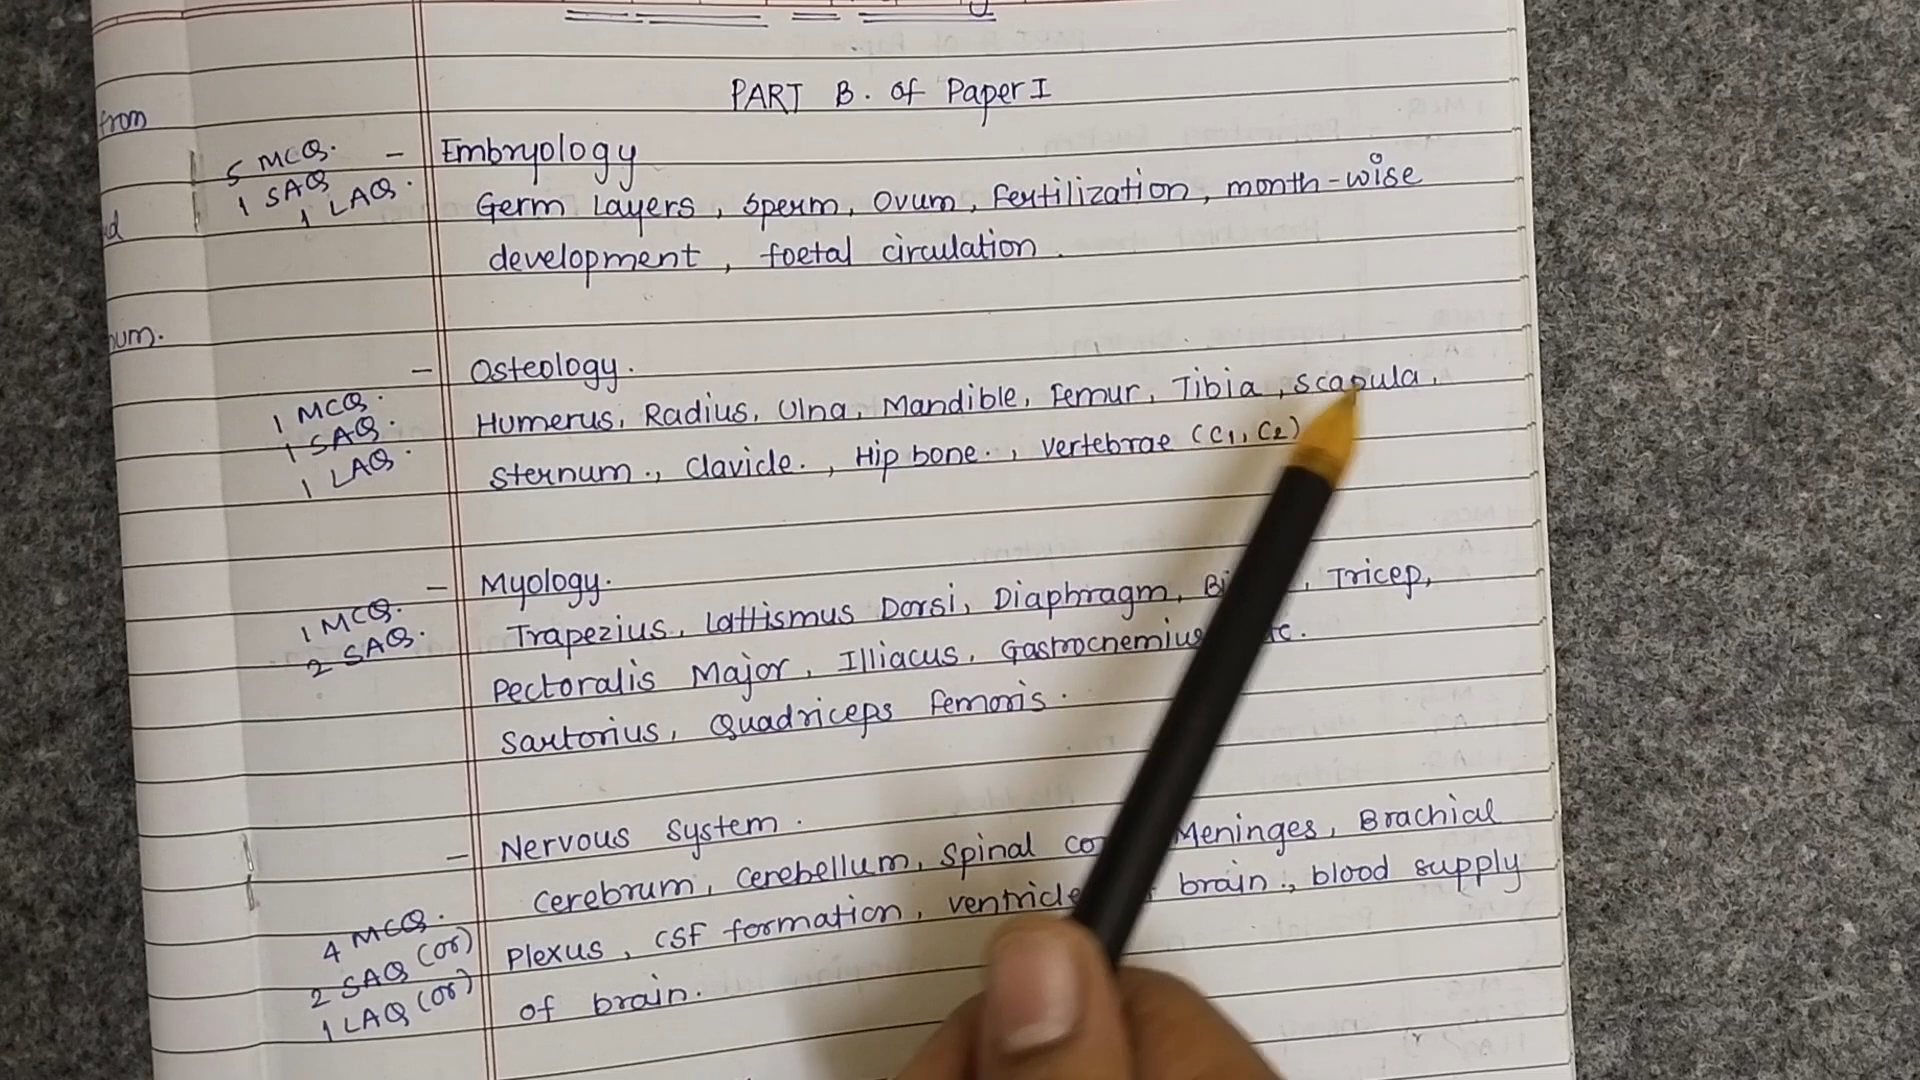 PART B. of Paper I
from
5 MCQ. - Embryology
1 SAQ
1 LAQ.
Germ Layers, Sperm, Ovum, Fertilization, month-wise
development, foetal circulation.
- Osteology.
1 MCQ.
1 SAQ.
1 LAQ.
Humerus, Radius, Ulna, Mandible, Femur, Tibia, Scapula,
Sternum., Clavicle., Hip bone., Vertebrae (C1, C2)
- Myology.
1 MCQ.
2 SAQ.
Trapezius, Lattismus Dorsi, Diaphragm, Tricep,
Pectoralis Major, Illiacus, Gastrocnemius
Sartorius, Quadriceps Femoris.
- Nervous System.
4 MCQ.
2 SAQ (or)
1 LAQ (or)
Cerebrum, Cerebellum, Spinal Meninges, Brachial
Plexus, CSF formation, brain., blood supply
of brain.